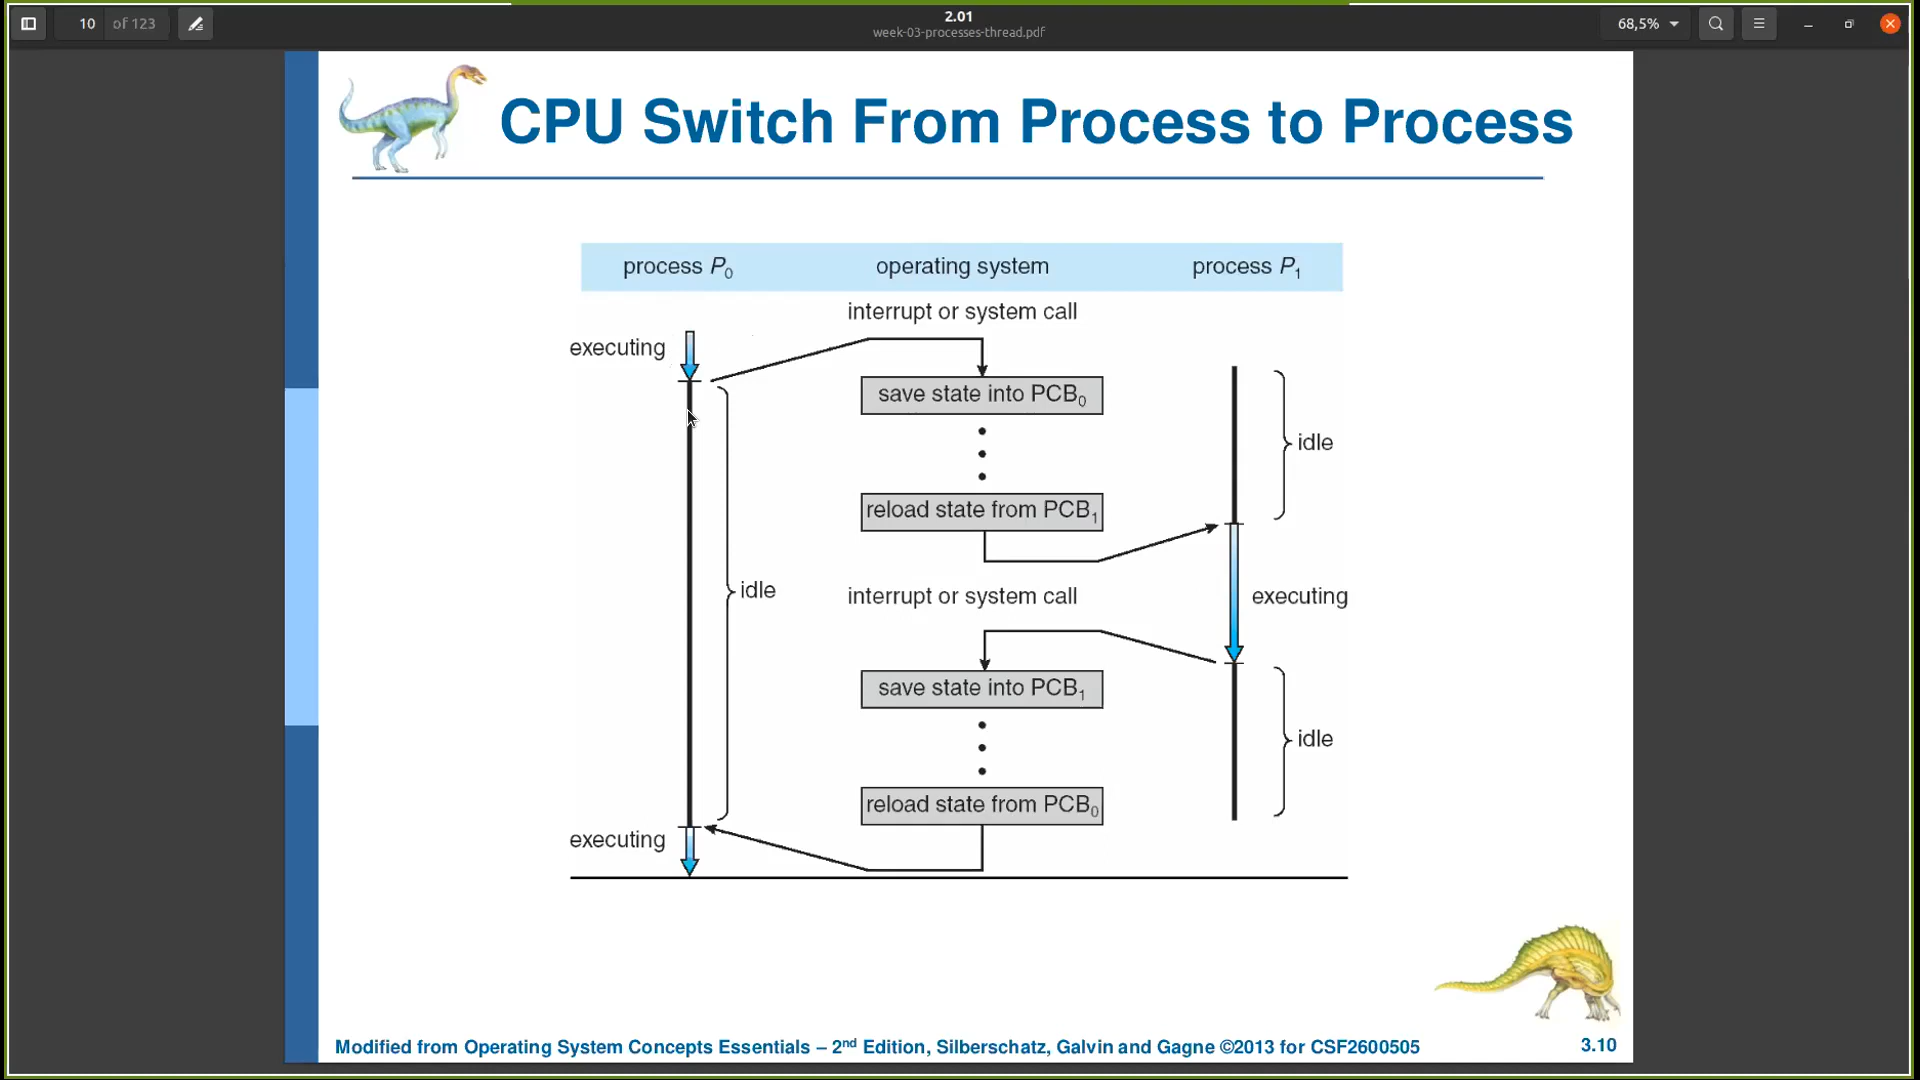 10 of 123
2.01
week-03-processes-thread.pdf
68,5%
CPU Switch From Process to Process
process P0 operating system process P1
interrupt or system call
executing
save state into PCB0
idle
reload state from PCB1
idle
interrupt or system call
executing
save state into PCB1
idle
reload state from PCB0
executing
Modified from Operating System Concepts Essentials – 2nd Edition, Silberschatz, Galvin and Gagne ©2013 for CSF2600505
3.10